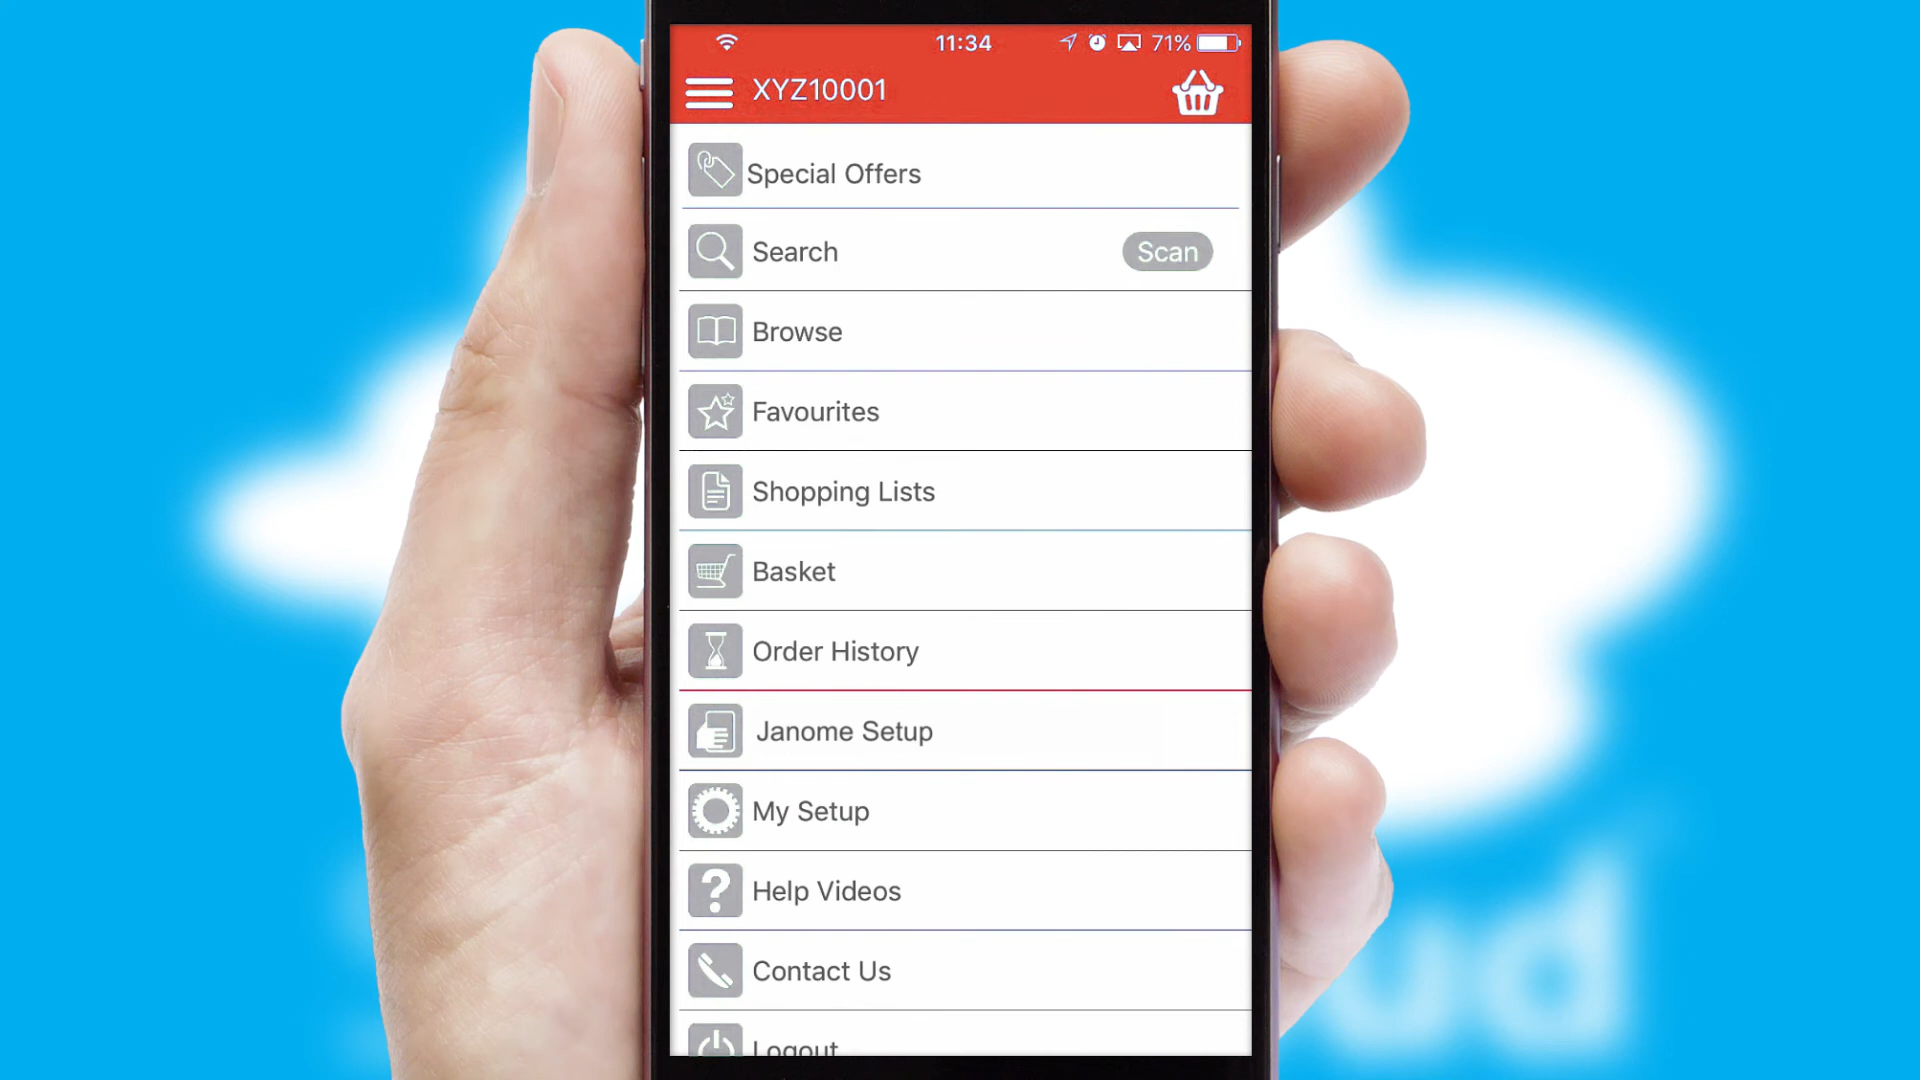 11:34 71%
XYZ10001
Special Offers
Search Scan
Browse
Favourites
Shopping Lists
Basket
Order History
Janome Setup
My Setup
Help Videos
Contact Us
Logout
ud